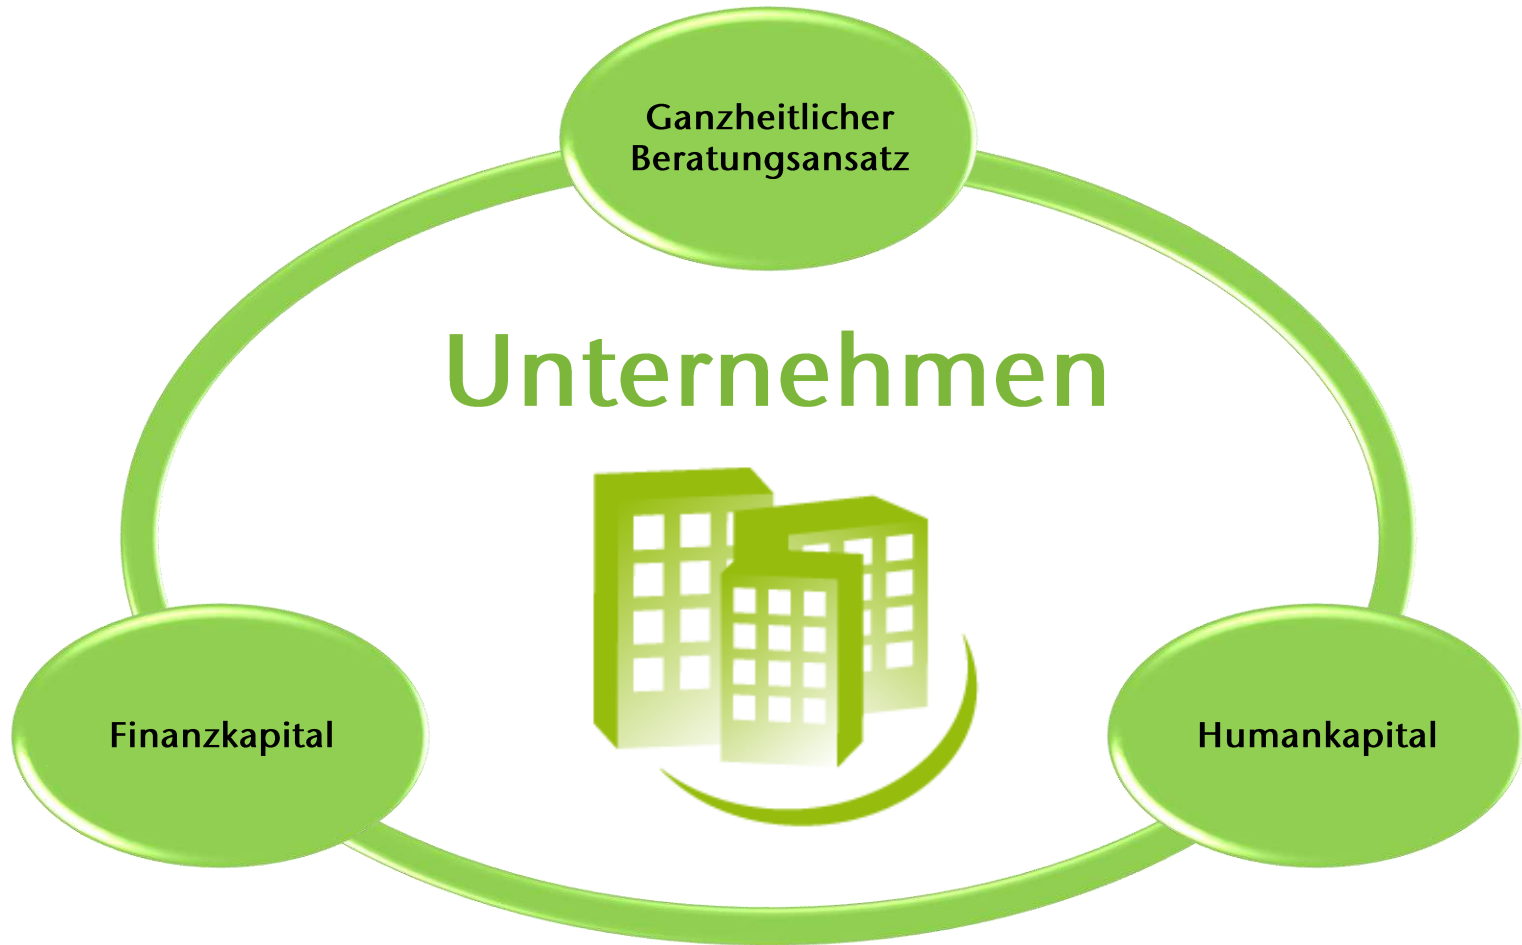 Ganzheitlicher
Beratungsansatz
Unternehmen
Finanzkapital
Humankapital